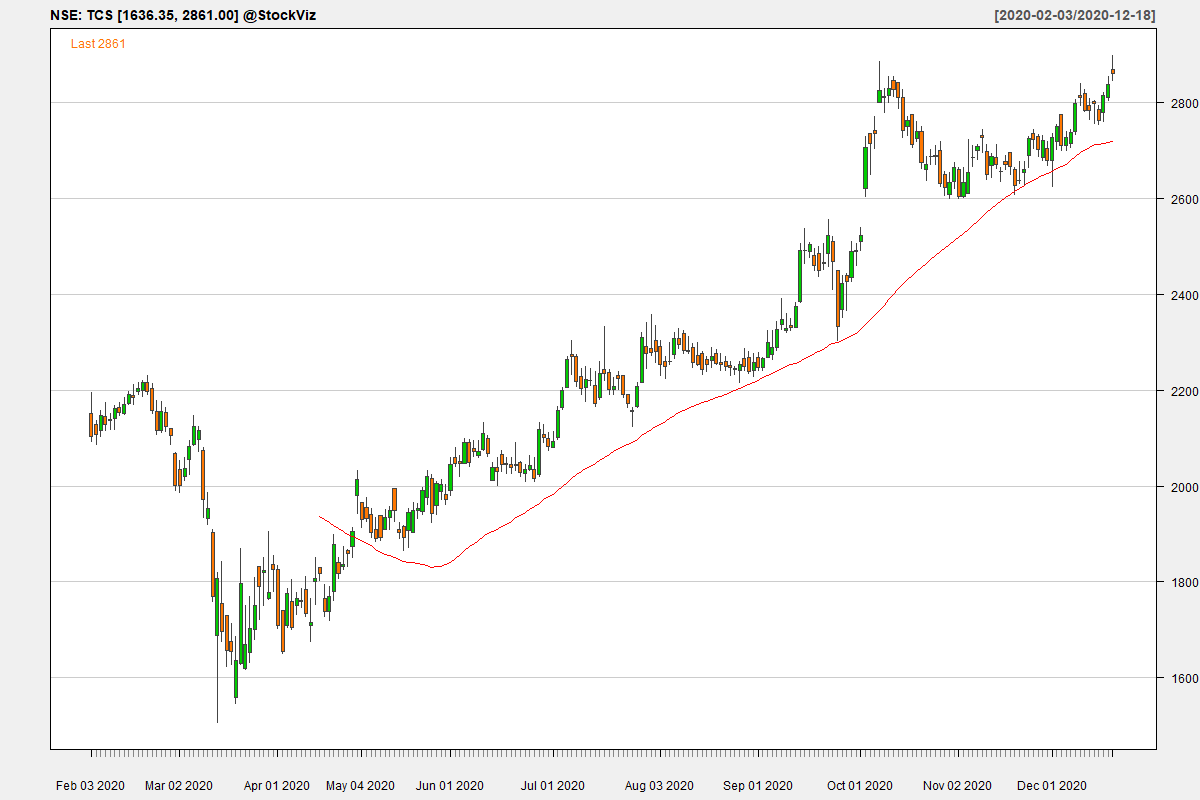 NSE: TCS [1636.35, 2861.00] @StockViz [2020-02-03/2020-12-18]
Last 2861
2800
2600
2400
2200
2000
1800
1600
Feb 03 2020 Mar 02 2020 Apr 01 2020 May 04 2020 Jun 01 2020 Jul 01 2020 Aug 03 2020 Sep 01 2020 Oct 01 2020 Nov 02 2020 Dec 01 2020